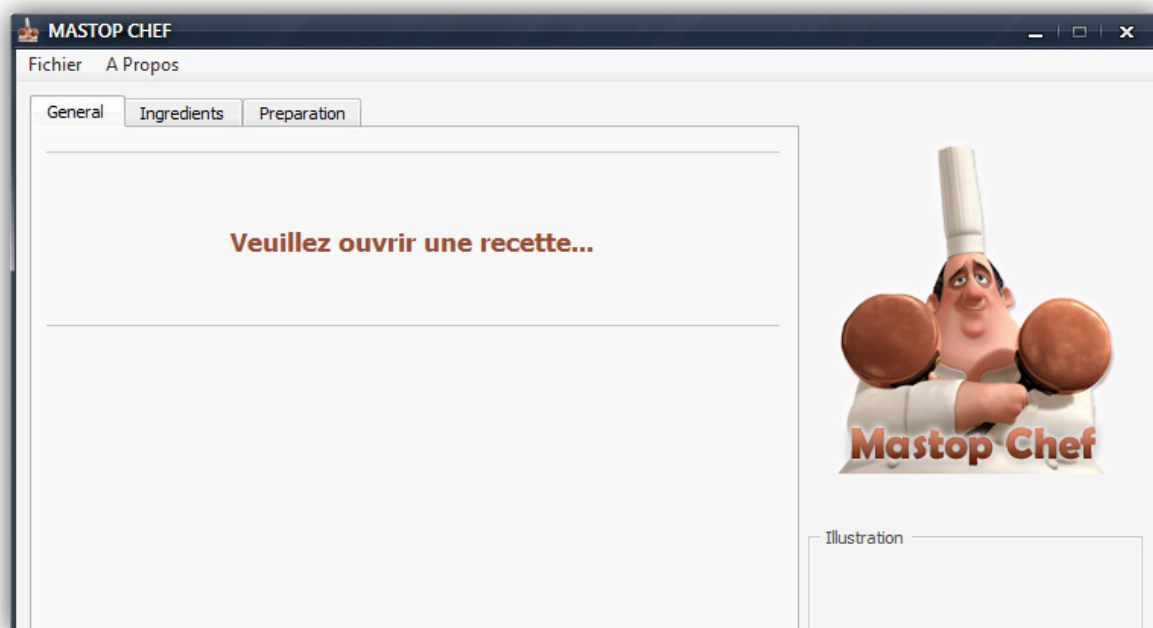 MASTOP CHEF
Fichier A Propos
General Ingredients Preparation
Veuillez ouvrir une recette...
Mastop Chef
Illustration